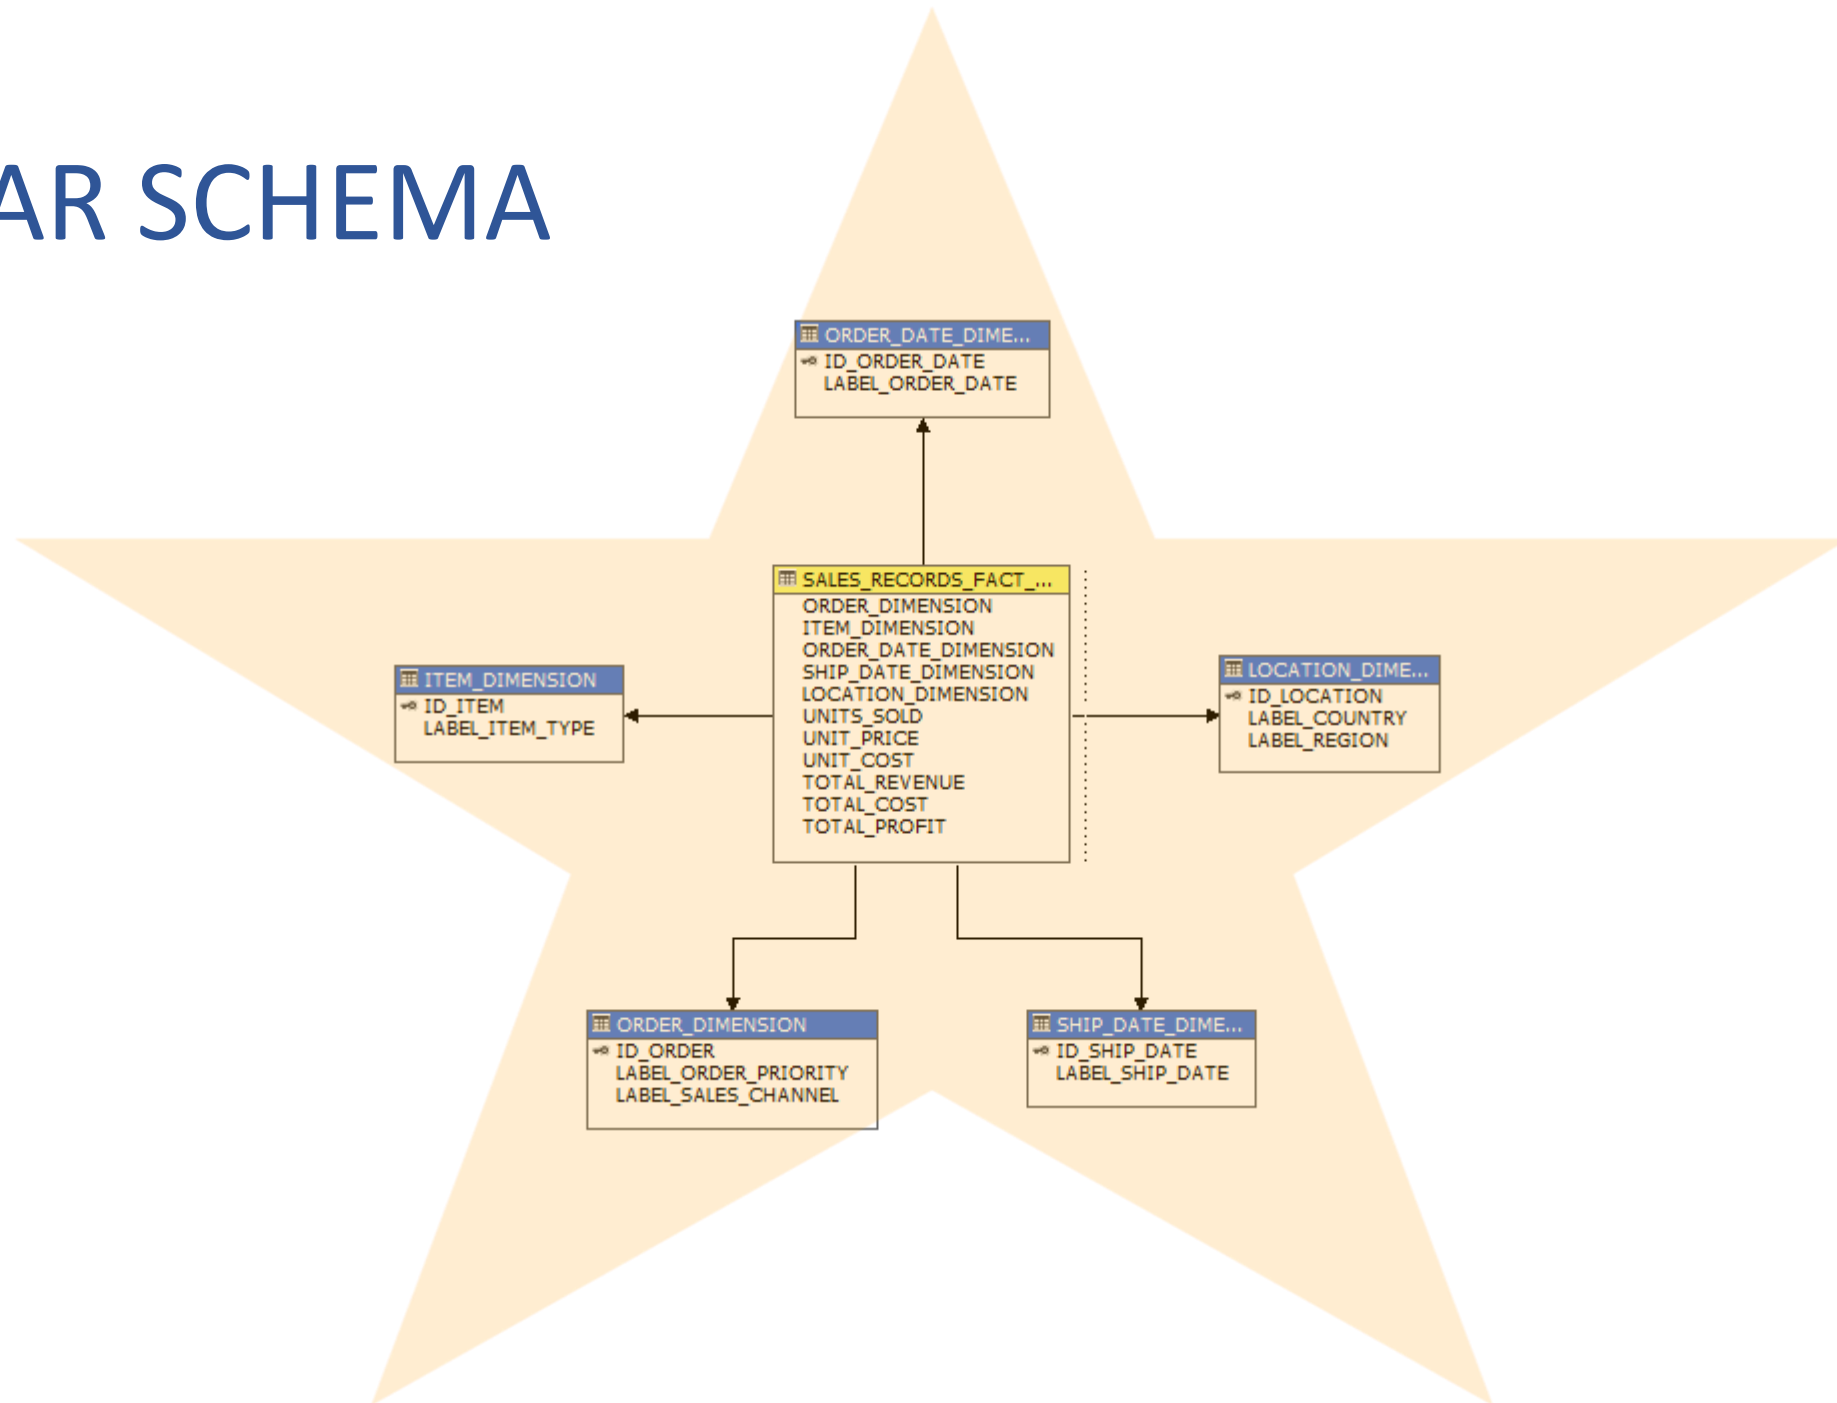 AR SCHEMA
ORDER_DATE_DIME...
ID_ORDER_DATE
LABEL_ORDER_DATE
SALES_RECORDS_FACT_...
ORDER_DIMENSION
ITEM_DIMENSION
ORDER_DATE_DIMENSION
SHIP_DATE_DIMENSION
LOCATION_DIMENSION
UNITS_SOLD
UNIT_PRICE
UNIT_COST
TOTAL_REVENUE
TOTAL_COST
TOTAL_PROFIT
ITEM_DIMENSION
ID_ITEM
LABEL_ITEM_TYPE
LOCATION_DIME...
ID_LOCATION
LABEL_COUNTRY
LABEL_REGION
ORDER_DIMENSION
ID_ORDER
LABEL_ORDER_PRIORITY
LABEL_SALES_CHANNEL
SHIP_DATE_DIME...
ID_SHIP_DATE
LABEL_SHIP_DATE